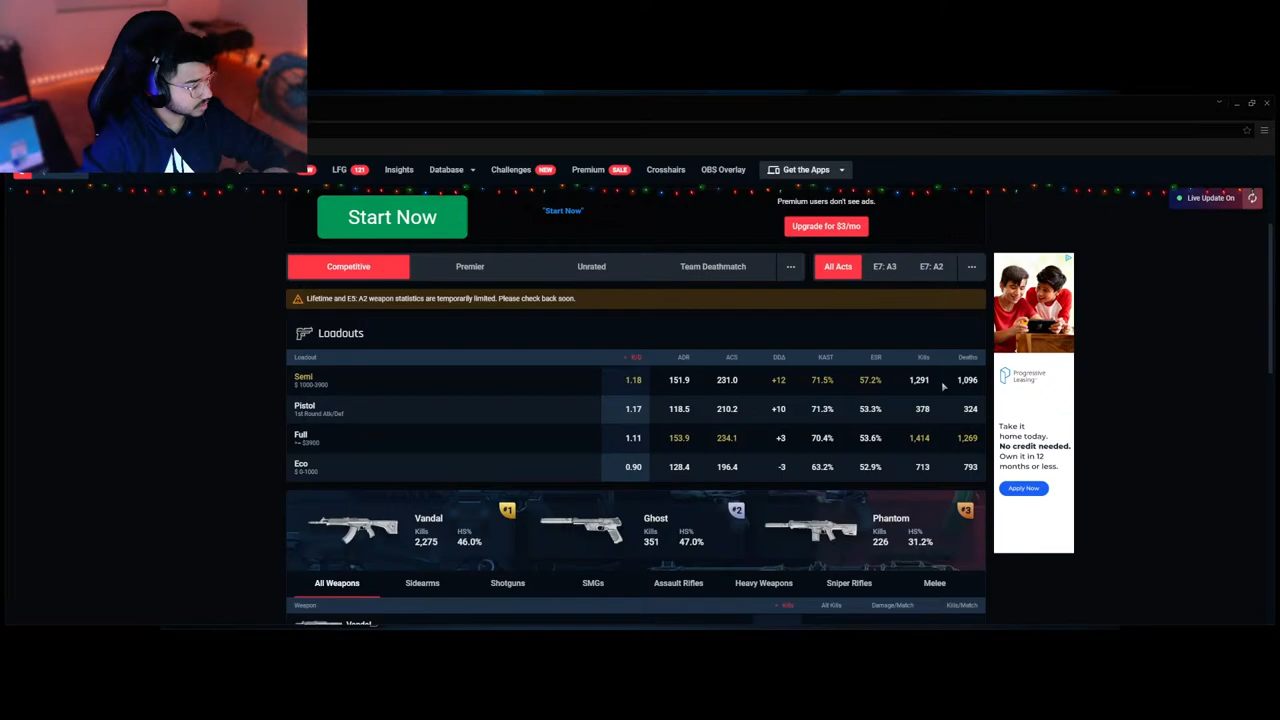 LFG 121 Insights Database Challenges NEW Premium SALE Crosshairs OBS Overlay Get the Apps
Live Update On
Start Now
"Start Now"
Premium users don't see ads.
Upgrade for $3/mo
Competitive Premier Unrated Team Deathmatch ... All Acts E7: A3 E7: A2 ...
Lifetime and E5: A2 weapon statistics are temporarily limited. Please check back soon.
Loadouts
Loadout K/D ADR ACS DDΔ KAST ESR Kills Deaths
Semi 1.18 151.9 231.0 +12 71.5% 57.2% 1,291 1,096
$ 1000-3900
Pistol 1.17 118.5 210.2 +10 71.3% 53.3% 378 324
1st Round Atk/Def
Full 1.11 153.9 234.1 +3 70.4% 53.6% 1,414 1,269
>= $3900
Eco 0.90 128.4 196.4 -3 63.2% 52.9% 713 793
$ 0-1000
Vandal #1 Ghost #2 Phantom #3
Kills HS% Kills HS% Kills HS%
2,275 46.0% 351 47.0% 226 31.2%
All Weapons Sidearms Shotguns SMGs Assault Rifles Heavy Weapons Sniper Rifles Melee
Weapon Kills Alt Kills Damage/Match Kills/Match
Vandal
Progressive
Leasing
Take it
home today.
No credit needed.
Own it in 12
months or less.
Apply Now